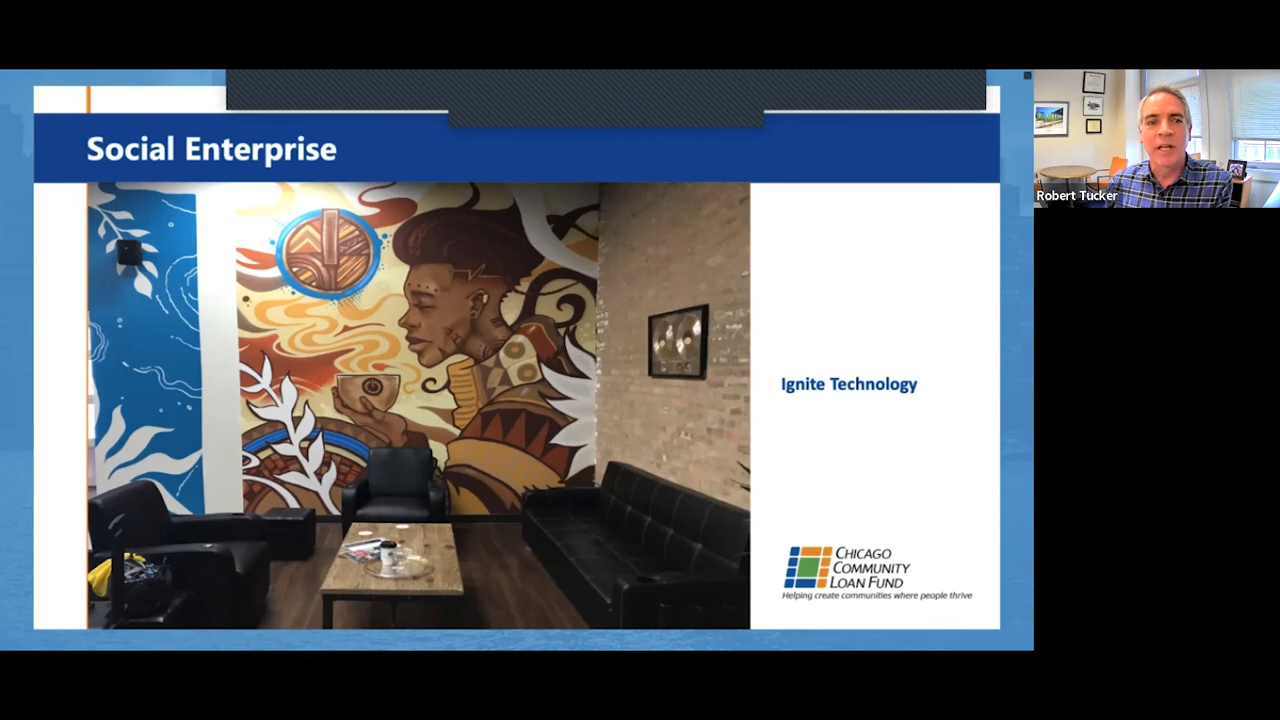 Social Enterprise
Ignite Technology
CHICAGO
COMMUNITY
LOAN FUND
Helping create communities where people thrive
Robert Tucker